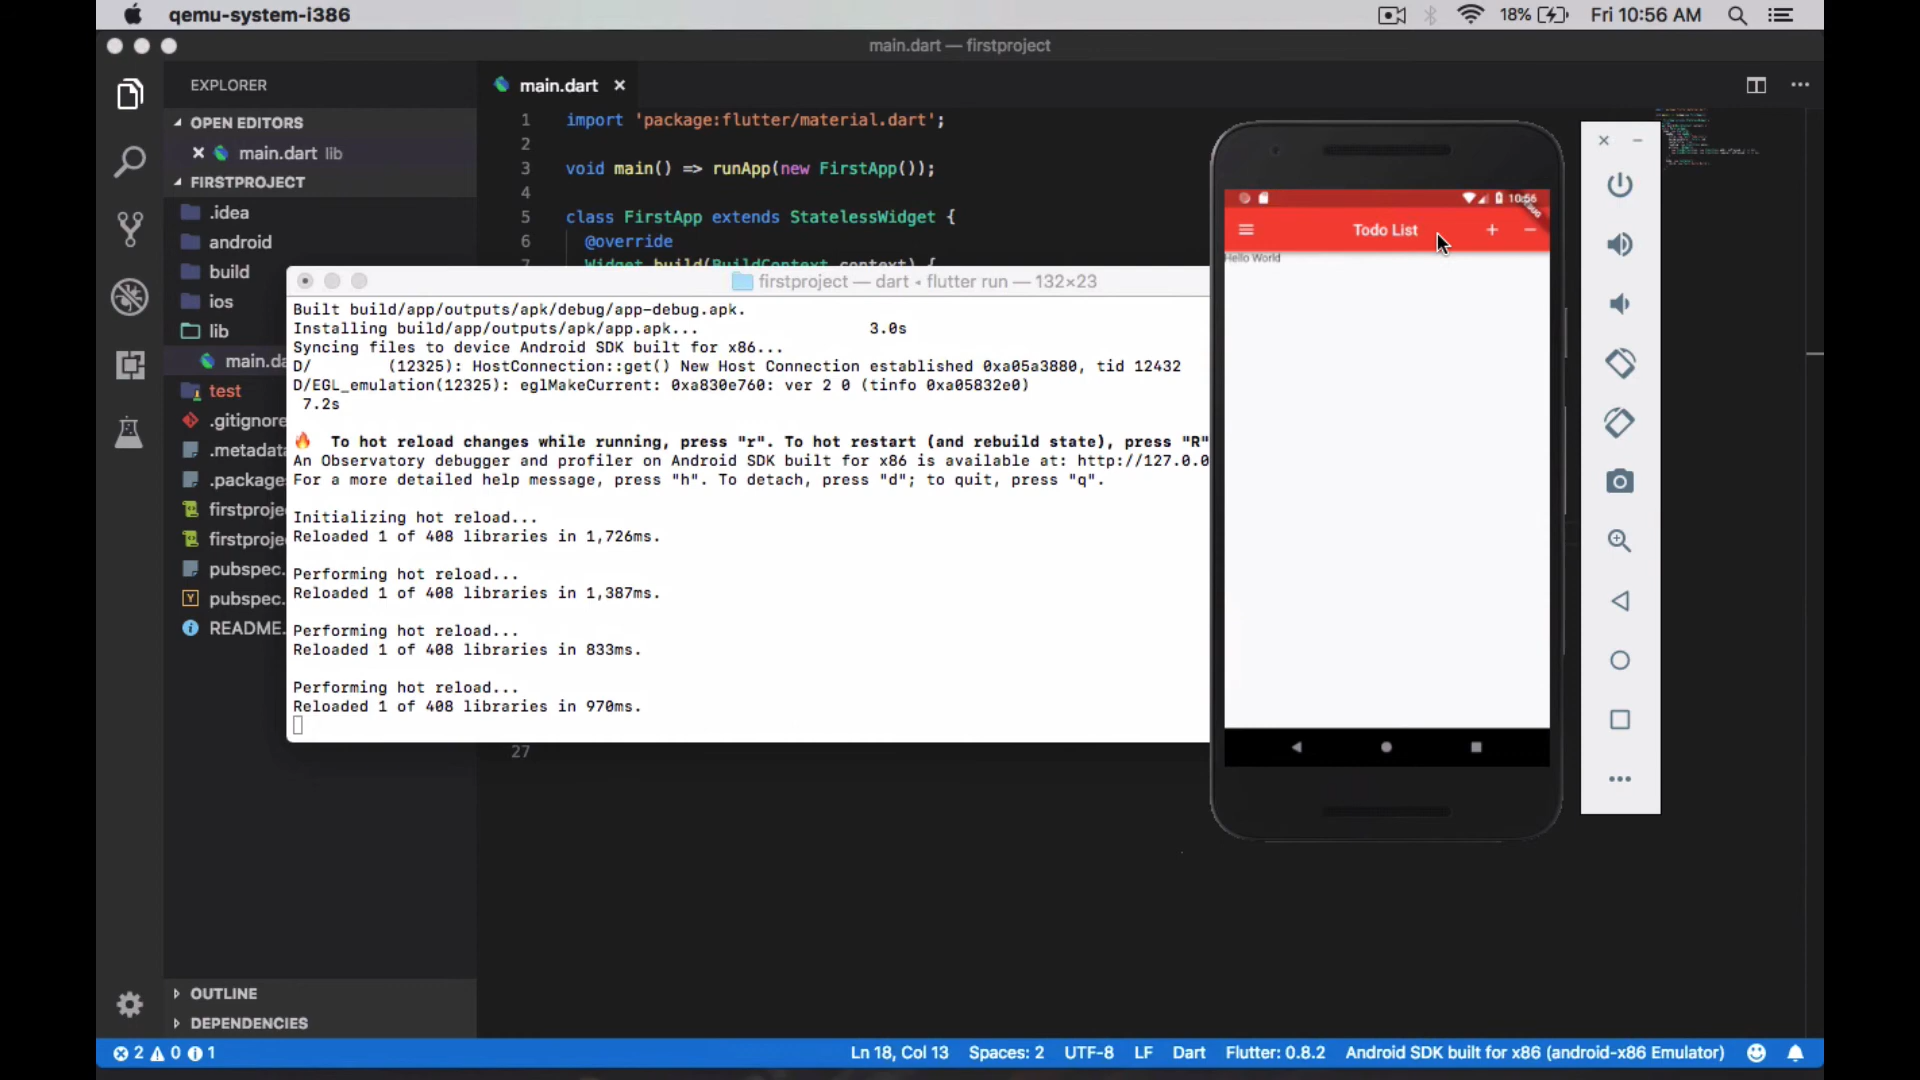 qemu-system-i386
18%
Fri 10:56 AM
main.dart — firstproject
EXPLORER
OPEN EDITORS
main.dart lib
FIRSTPROJECT
.idea
android
build
ios
lib
main.da
test
.gitignore
.metadata
.package
firstproje
firstproje
pubspec.
pubspec.
README.
OUTLINE
DEPENDENCIES
main.dart
1 import 'package:flutter/material.dart';
2
3 void main() => runApp(new FirstApp());
4
5 class FirstApp extends StatelessWidget {
6 @override
7 Widget build(BuildContext context) {
27
firstproject — dart ◂ flutter run — 132×23
Built build/app/outputs/apk/debug/app-debug.apk.
Installing build/app/outputs/apk/app.apk... 3.0s
Syncing files to device Android SDK built for x86...
D/ (12325): HostConnection::get() New Host Connection established 0xa05a3880, tid 12432
D/EGL_emulation(12325): eglMakeCurrent: 0xa830e760: ver 2 0 (tinfo 0xa05832e0)
7.2s
🔥 To hot reload changes while running, press "r". To hot restart (and rebuild state), press "R"
An Observatory debugger and profiler on Android SDK built for x86 is available at: http://127.0.0
For a more detailed help message, press "h". To detach, press "d"; to quit, press "q".
Initializing hot reload...
Reloaded 1 of 408 libraries in 1,726ms.
Performing hot reload...
Reloaded 1 of 408 libraries in 1,387ms.
Performing hot reload...
Reloaded 1 of 408 libraries in 833ms.
Performing hot reload...
Reloaded 1 of 408 libraries in 970ms.
10:56
Todo List
Hello World
2 0 1
Ln 18, Col 13
Spaces: 2
UTF-8
LF
Dart
Flutter: 0.8.2
Android SDK built for x86 (android-x86 Emulator)